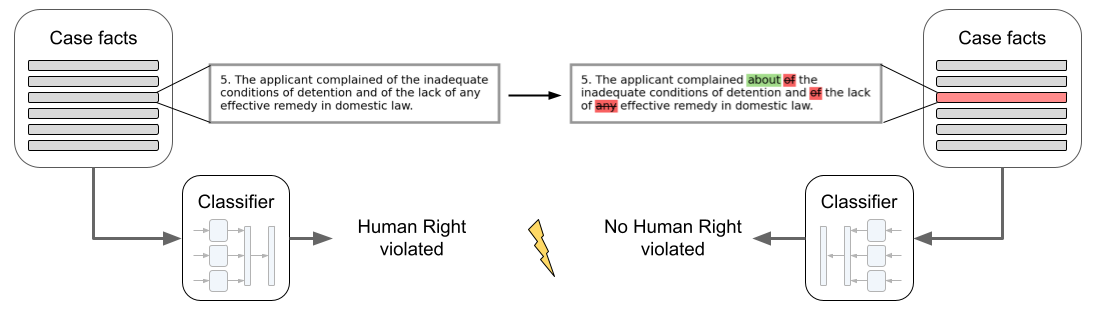 Case facts
5. The applicant complained of the inadequate
conditions of detention and of the lack of any
effective remedy in domestic law.
5. The applicant complained about of the
inadequate conditions of detention and of the lack
of any effective remedy in domestic law.
Case facts
Classifier
Human Right
violated
No Human Right
violated
Classifier